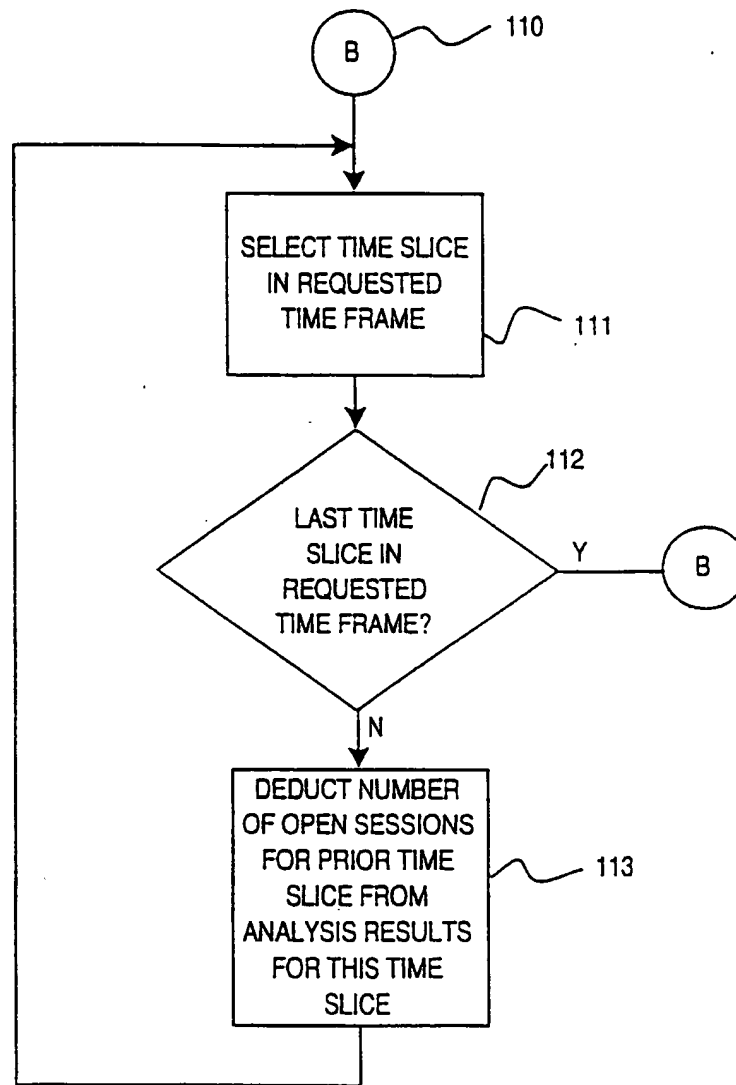 B
110
SELECT TIME SLICE
IN REQUESTED
TIME FRAME
111
112
LAST TIME
SLICE IN
REQUESTED
TIME FRAME?
Y
B
N
DEDUCT NUMBER
OF OPEN SESSIONS
FOR PRIOR TIME
SLICE FROM
ANALYSIS RESULTS
FOR THIS TIME
SLICE
113